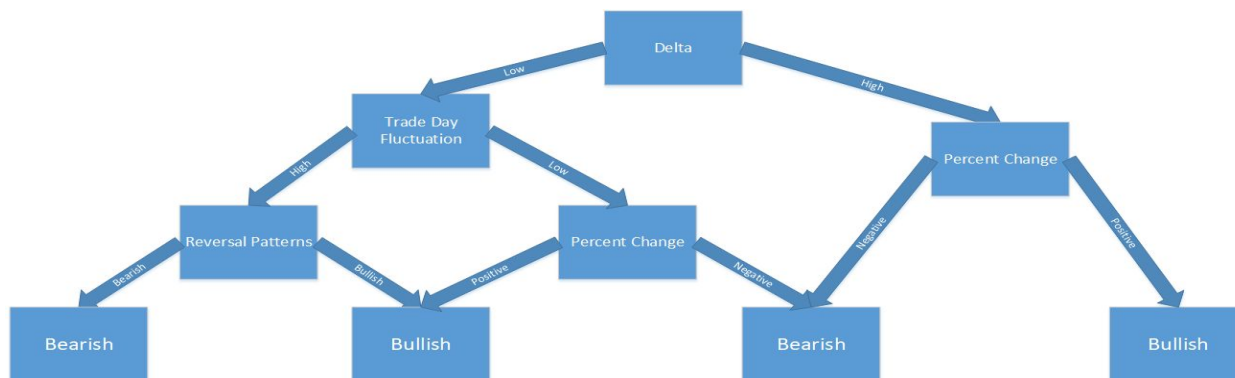 Delta
Low
High
Trade Day
Fluctuation
Percent Change
High
Low
Negative
Positive
Reversal Patterns
Percent Change
Bearish
Bullish
Positive
Negative
Bearish
Bullish
Bearish
Bullish